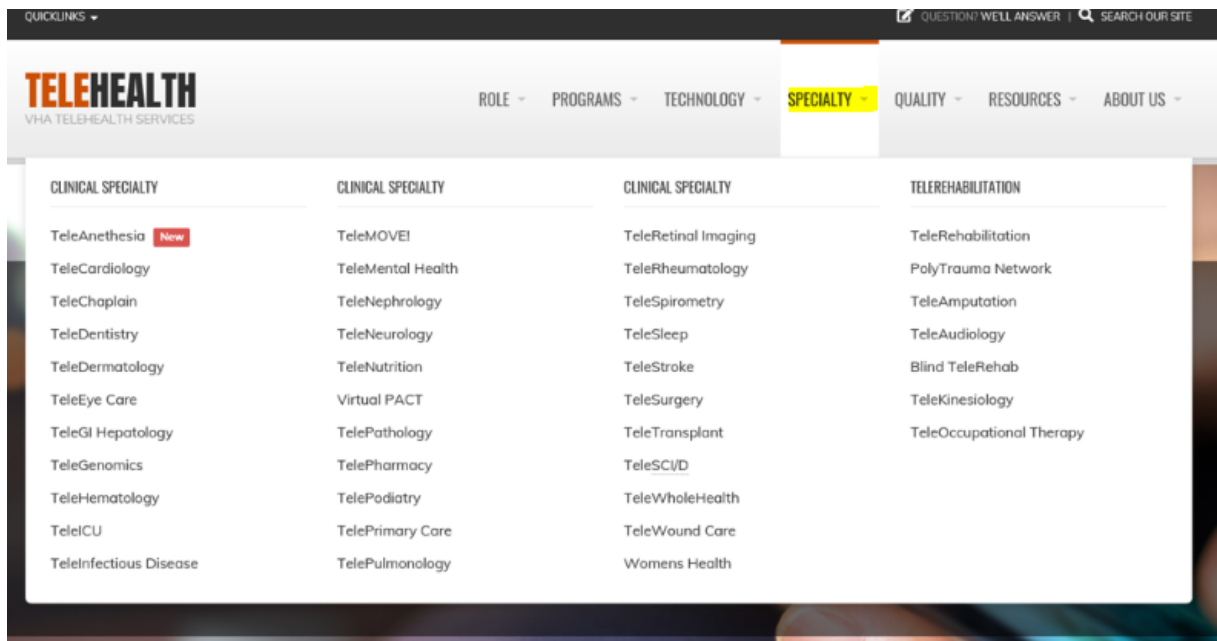 QUICKLINKS
QUESTION? WE'LL ANSWER | SEARCH OUR SITE
TELEHEALTH
VHA TELEHEALTH SERVICES
ROLE PROGRAMS TECHNOLOGY SPECIALTY QUALITY RESOURCES ABOUT US
CLINICAL SPECIALTY
TeleAnethesia New
TeleCardiology
TeleChaplain
TeleDentistry
TeleDermatology
TeleEye Care
TeleGI Hepatology
TeleGenomics
TeleHematology
TeleICU
TeleInfectious Disease
CLINICAL SPECIALTY
TeleMOVE!
TeleMental Health
TeleNephrology
TeleNeurology
TeleNutrition
Virtual PACT
TelePathology
TelePharmacy
TelePodiatry
TelePrimary Care
TelePulmonology
CLINICAL SPECIALTY
TeleRetinal Imaging
TeleRheumatology
TeleSpirometry
TeleSleep
TeleStroke
TeleSurgery
TeleTransplant
TeleSCI/D
TeleWholeHealth
TeleWound Care
Womens Health
TELEREHABILITATION
TeleRehabilitation
PolyTrauma Network
TeleAmputation
TeleAudiology
Blind TeleRehab
TeleKinesiology
TeleOccupational Therapy